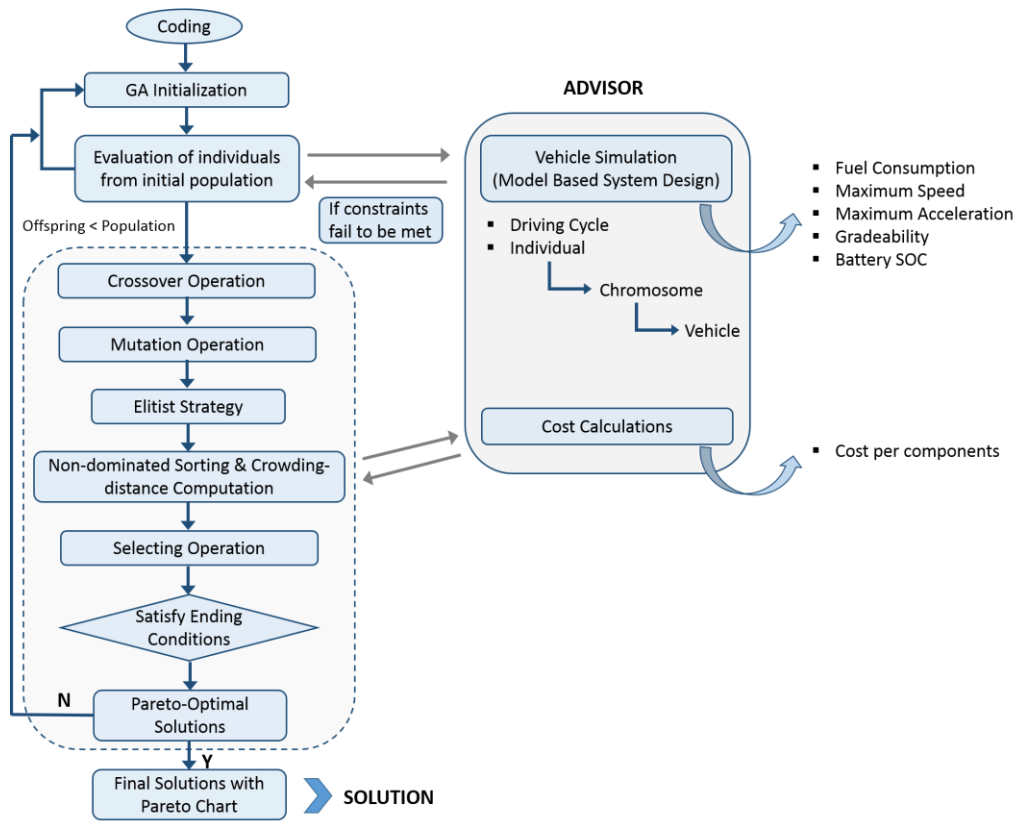 Coding
GA Initialization
Evaluation of individuals
from initial population
Offspring < Population
If constraints
fail to be met
Crossover Operation
Mutation Operation
Elitist Strategy
Non-dominated Sorting & Crowding-
distance Computation
Selecting Operation
Satisfy Ending
Conditions
N
Pareto-Optimal
Solutions
Y
Final Solutions with
Pareto Chart
SOLUTION
ADVISOR
Vehicle Simulation
(Model Based System Design)
▪ Driving Cycle
▪ Individual
Chromosome
Vehicle
Cost Calculations
▪ Fuel Consumption
▪ Maximum Speed
▪ Maximum Acceleration
▪ Gradeability
▪ Battery SOC
▪ Cost per components